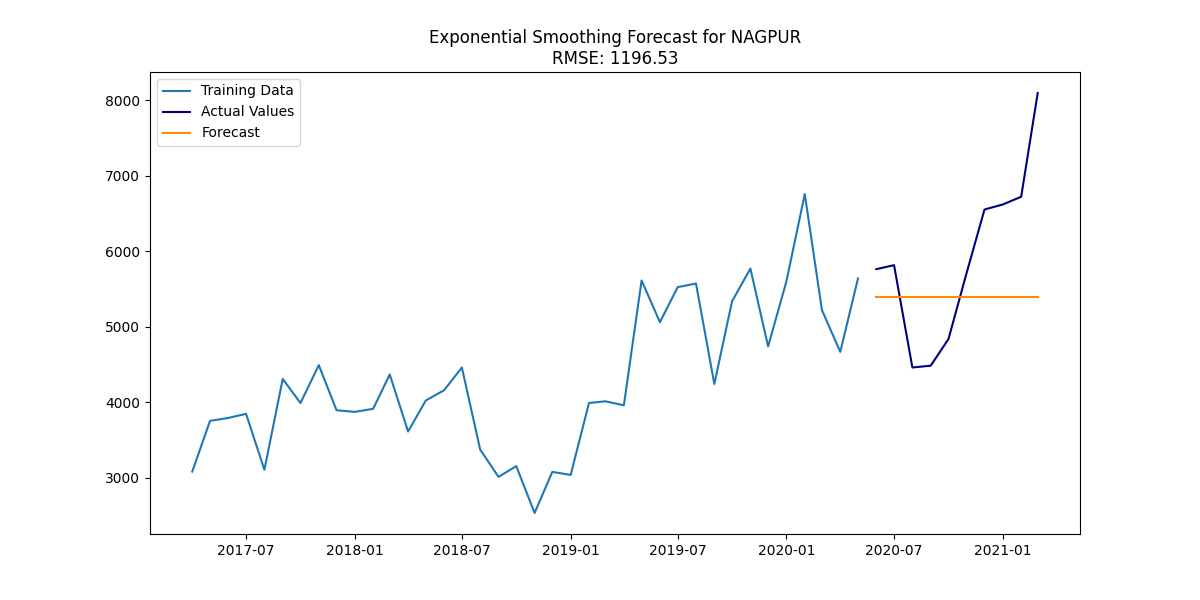 Exponential Smoothing Forecast for NAGPUR
RMSE: 1196.53
Training Data
Actual Values
Forecast
8000
7000
6000
5000
4000
3000
2017-07 2018-01 2018-07 2019-01 2019-07 2020-01 2020-07 2021-01